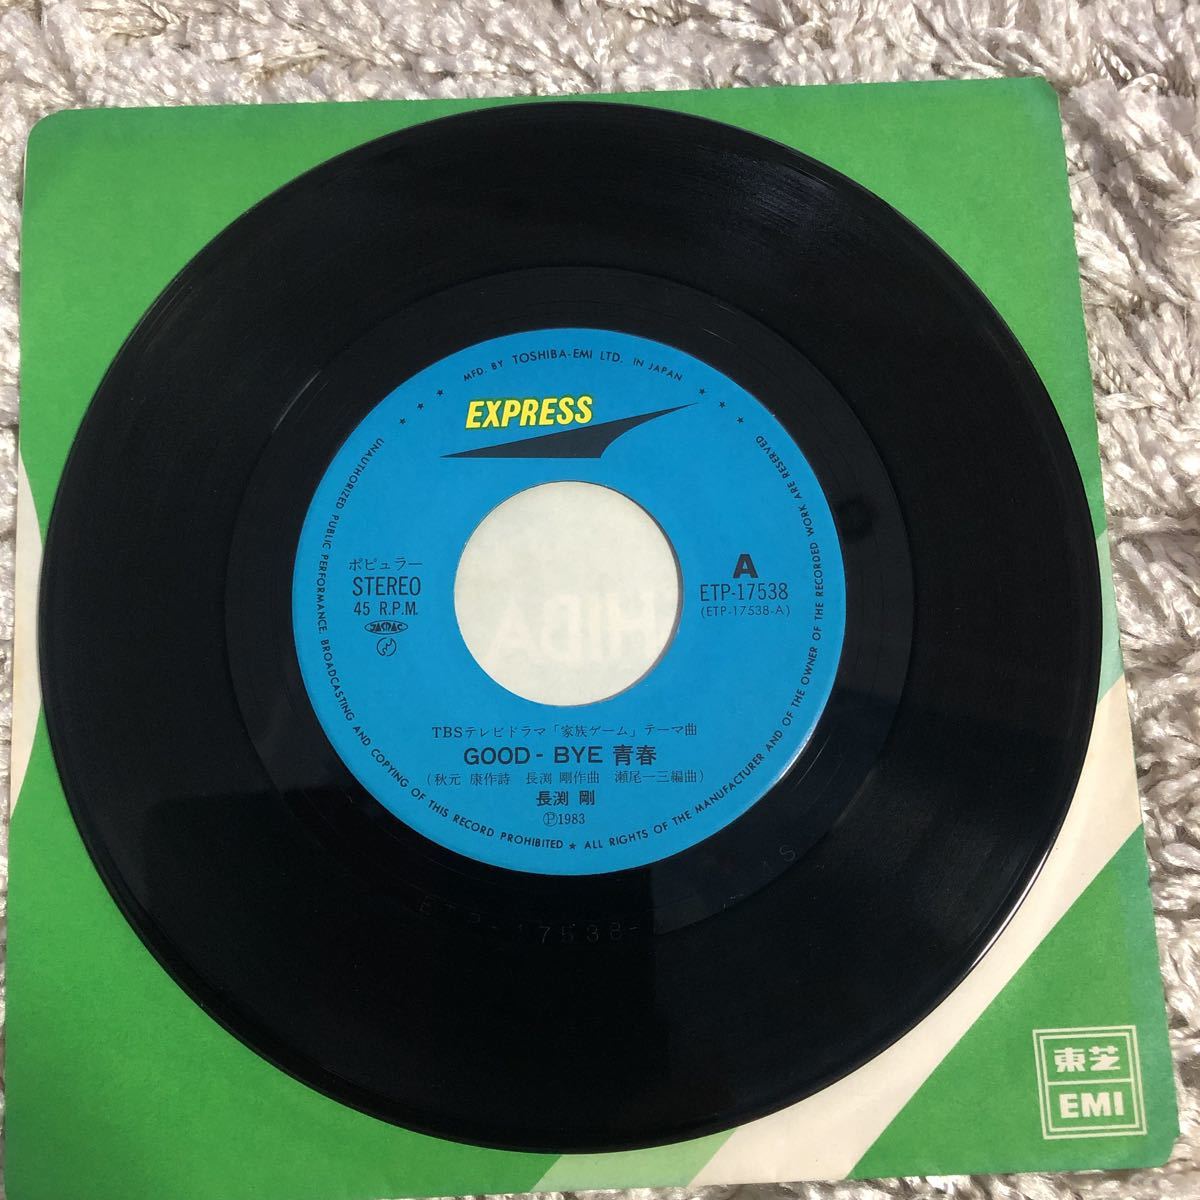 MFD. BY TOSHIBA-EMI LTD. IN JAPAN
EXPRESS
ポピュラー
STEREO
45 R.P.M.
JASRAC
A
ETP-17538
(ETP-17538-A)
TBSテレビドラマ「家族ゲーム」テーマ曲
GOOD - BYE 青春
(秋元 康作詩 長渕 剛作曲 瀬尾一三編曲)
長渕 剛
Ⓟ1983
UNAUTHORIZED PUBLIC PERFORMANCE, BROADCASTING AND COPYING OF THIS RECORD PROHIBITED ★ ALL RIGHTS OF THE MANUFACTURER AND OF THE OWNER OF THE RECORDED WORK ARE RESERVED
ETP-17538-
東芝
EMI